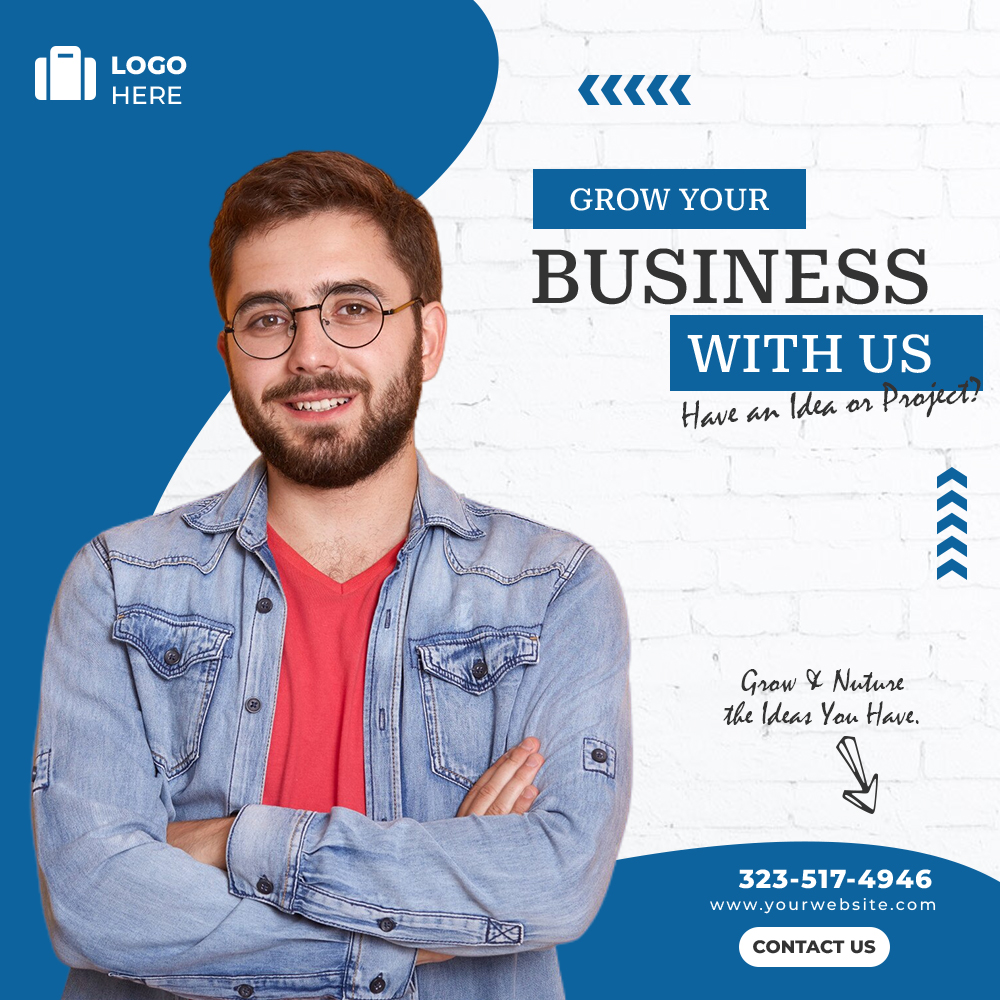 LOGO
HERE
GROW YOUR
BUSINESS
WITH US
Have an Idea or Project?
Grow & Nuture
the Ideas You Have.
323-517-4946
www.yourwebsite.com
CONTACT US